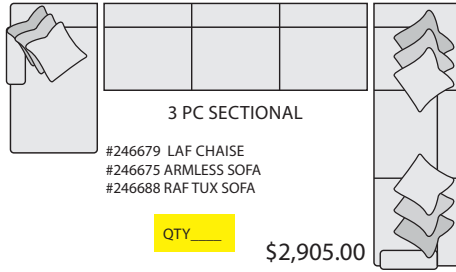 3 PC SECTIONAL
#246679 LAF CHAISE
#246675 ARMLESS SOFA
#246688 RAF TUX SOFA
QTY____
$2,905.00